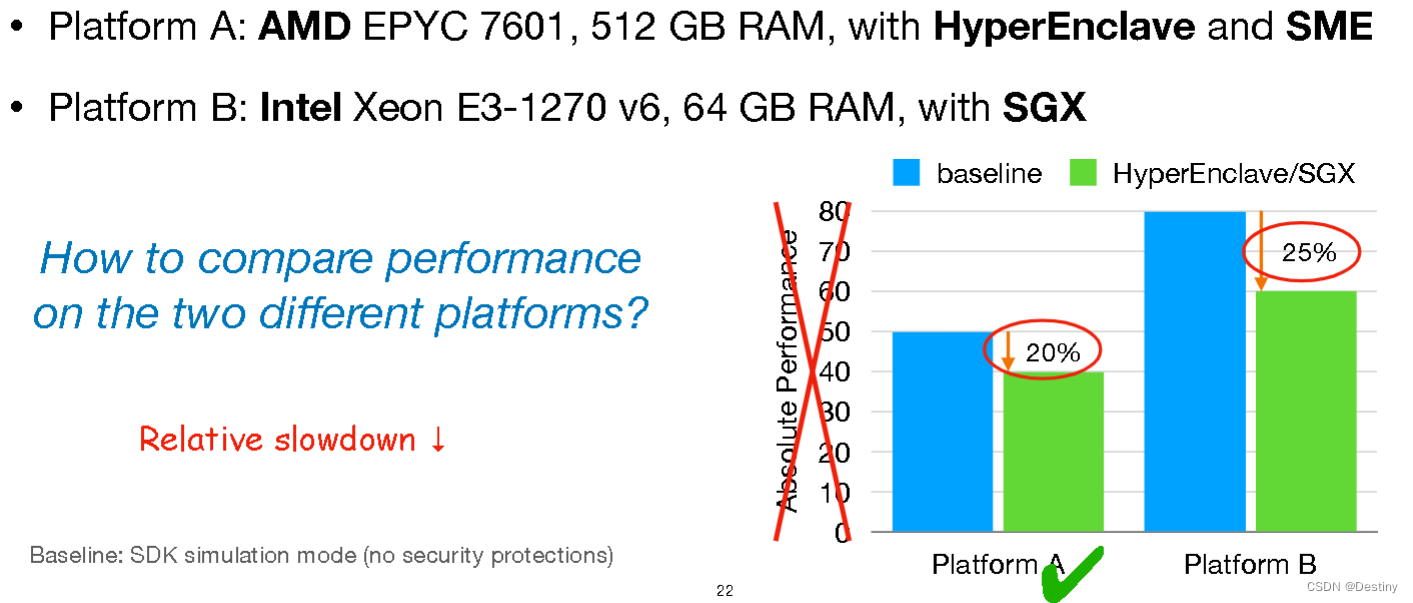 • Platform A: AMD EPYC 7601, 512 GB RAM, with HyperEnclave and SME
• Platform B: Intel Xeon E3-1270 v6, 64 GB RAM, with SGX
How to compare performance
on the two different platforms?
Relative slowdown ↓
Baseline: SDK simulation mode (no security protections)
baseline
HyperEnclave/SGX
Absolute Performance
80
70
60
50
40
30
20
10
0
20%
25%
Platform A
Platform B
22
CSDN @Destiny